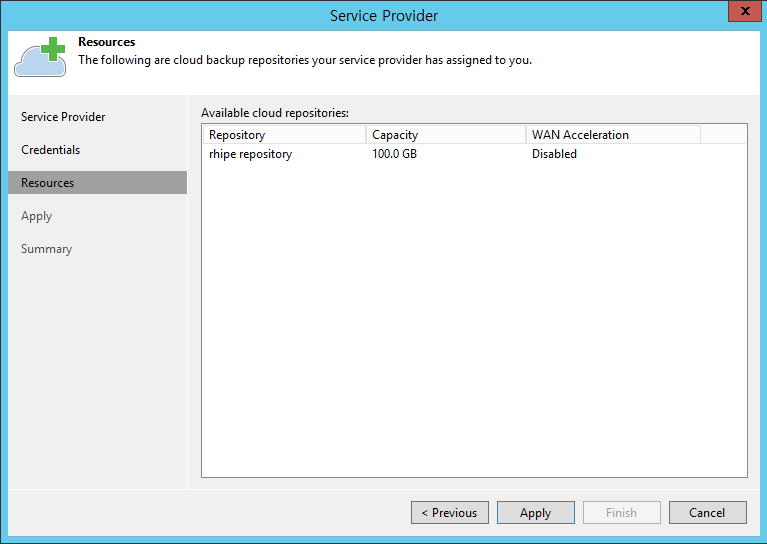 Service Provider
x
Resources
The following are cloud backup repositories your service provider has assigned to you.
Service Provider
Credentials
Resources
Apply
Summary
Available cloud repositories:
Repository Capacity WAN Acceleration
rhipe repository 100.0 GB Disabled
< Previous Apply Finish Cancel